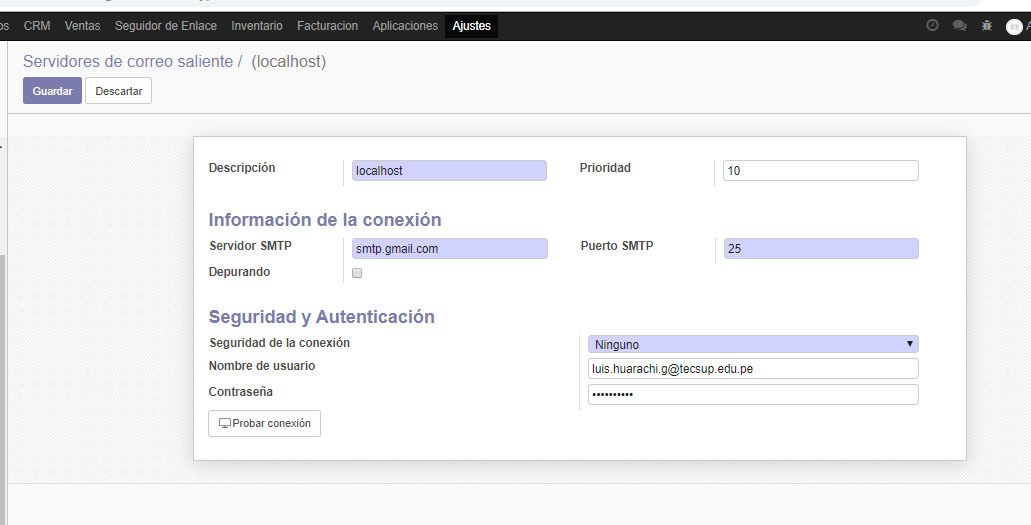 os CRM Ventas Seguidor de Enlace Inventario Facturacion Aplicaciones Ajustes A
Servidores de correo saliente / (localhost)
Guardar Descartar
Descripción localhost Prioridad 10
Información de la conexión
Servidor SMTP smtp.gmail.com Puerto SMTP 25
Depurando
Seguridad y Autenticación
Seguridad de la conexión Ninguno
Nombre de usuario luis.huarachi.g@tecsup.edu.pe
Contraseña ••••••••••
Probar conexión